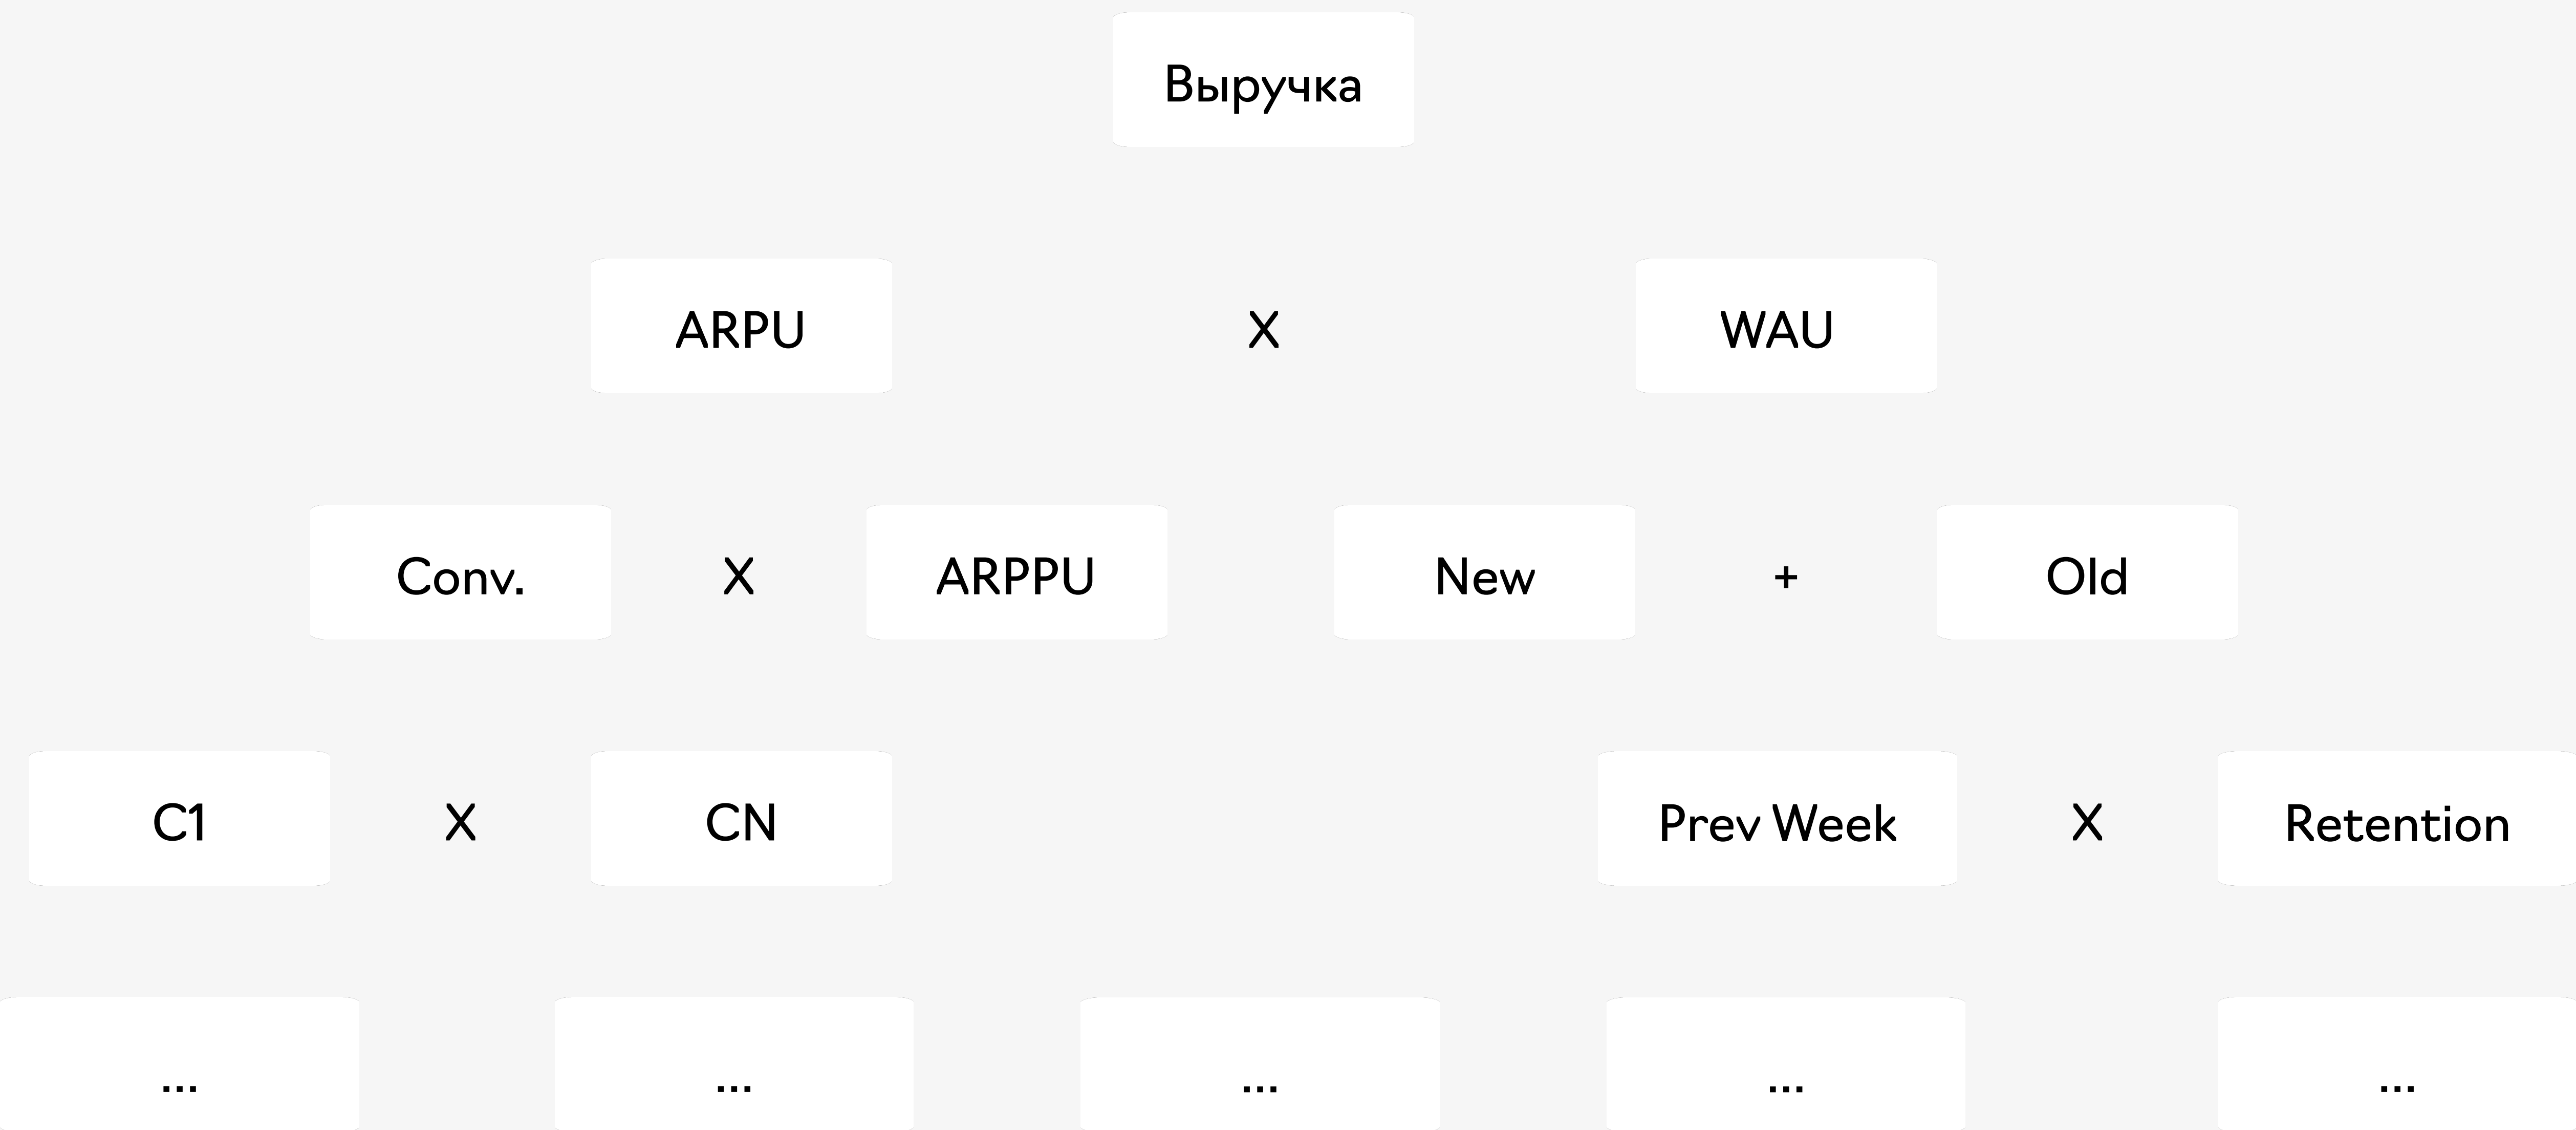 Выручка
ARPU X WAU
Conv. X ARPPU New + Old
C1 X CN Prev Week X Retention
... ... ... ... ...